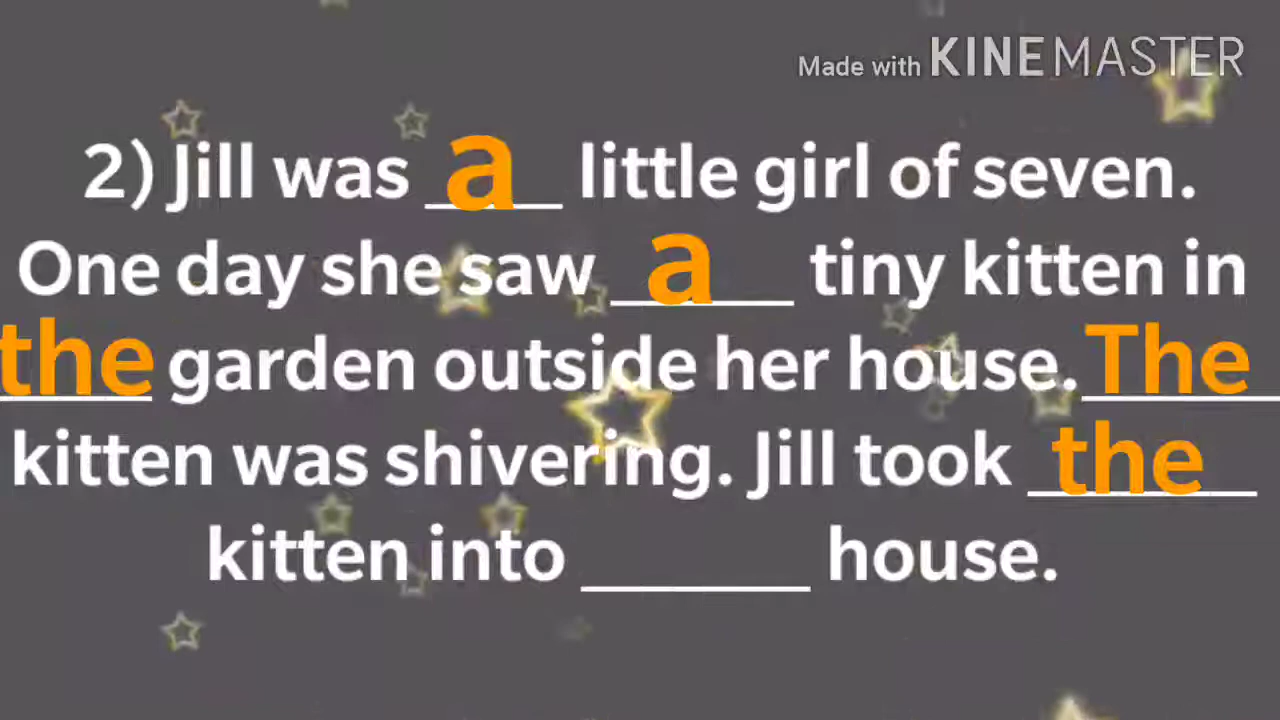 Made with KINEMASTER
2) Jill was a little girl of seven.
One day she saw a tiny kitten in
the garden outside her house. The
kitten was shivering. Jill took the
kitten into ______ house.